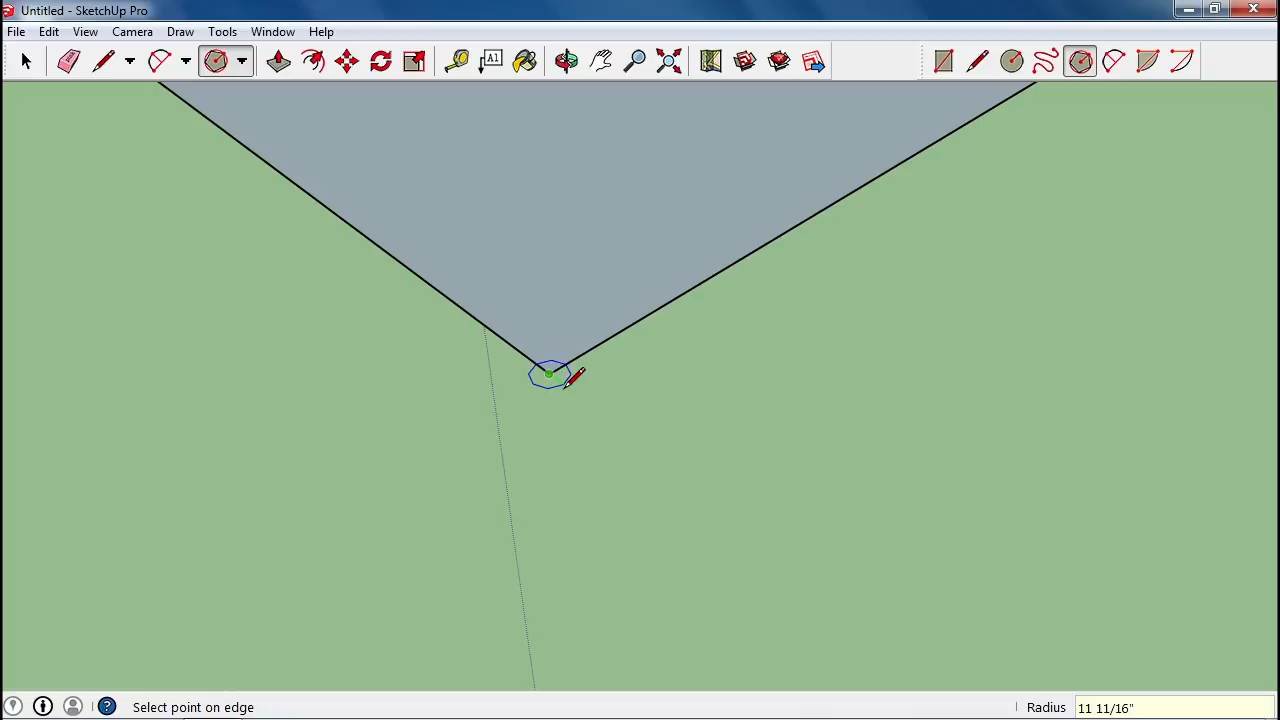 Untitled - SketchUp Pro
File Edit View Camera Draw Tools Window Help
A1
Select point on edge
Radius 11 11/16"